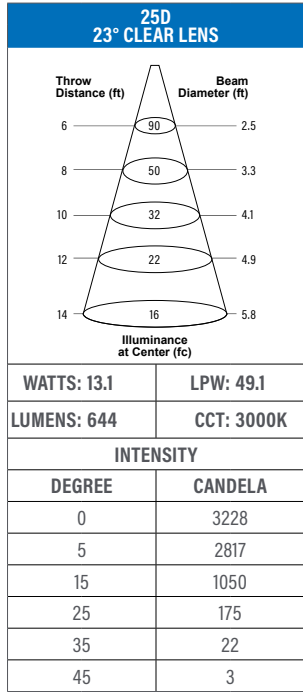 25D
23° CLEAR LENS
Throw Beam
Distance (ft) Diameter (ft)
6 90 2.5
8 50 3.3
10 32 4.1
12 22 4.9
14 16 5.8
Illuminance
at Center (fc)
WATTS: 13.1 LPW: 49.1
LUMENS: 644 CCT: 3000K
INTENSITY
DEGREE CANDELA
0 3228
5 2817
15 1050
25 175
35 22
45 3